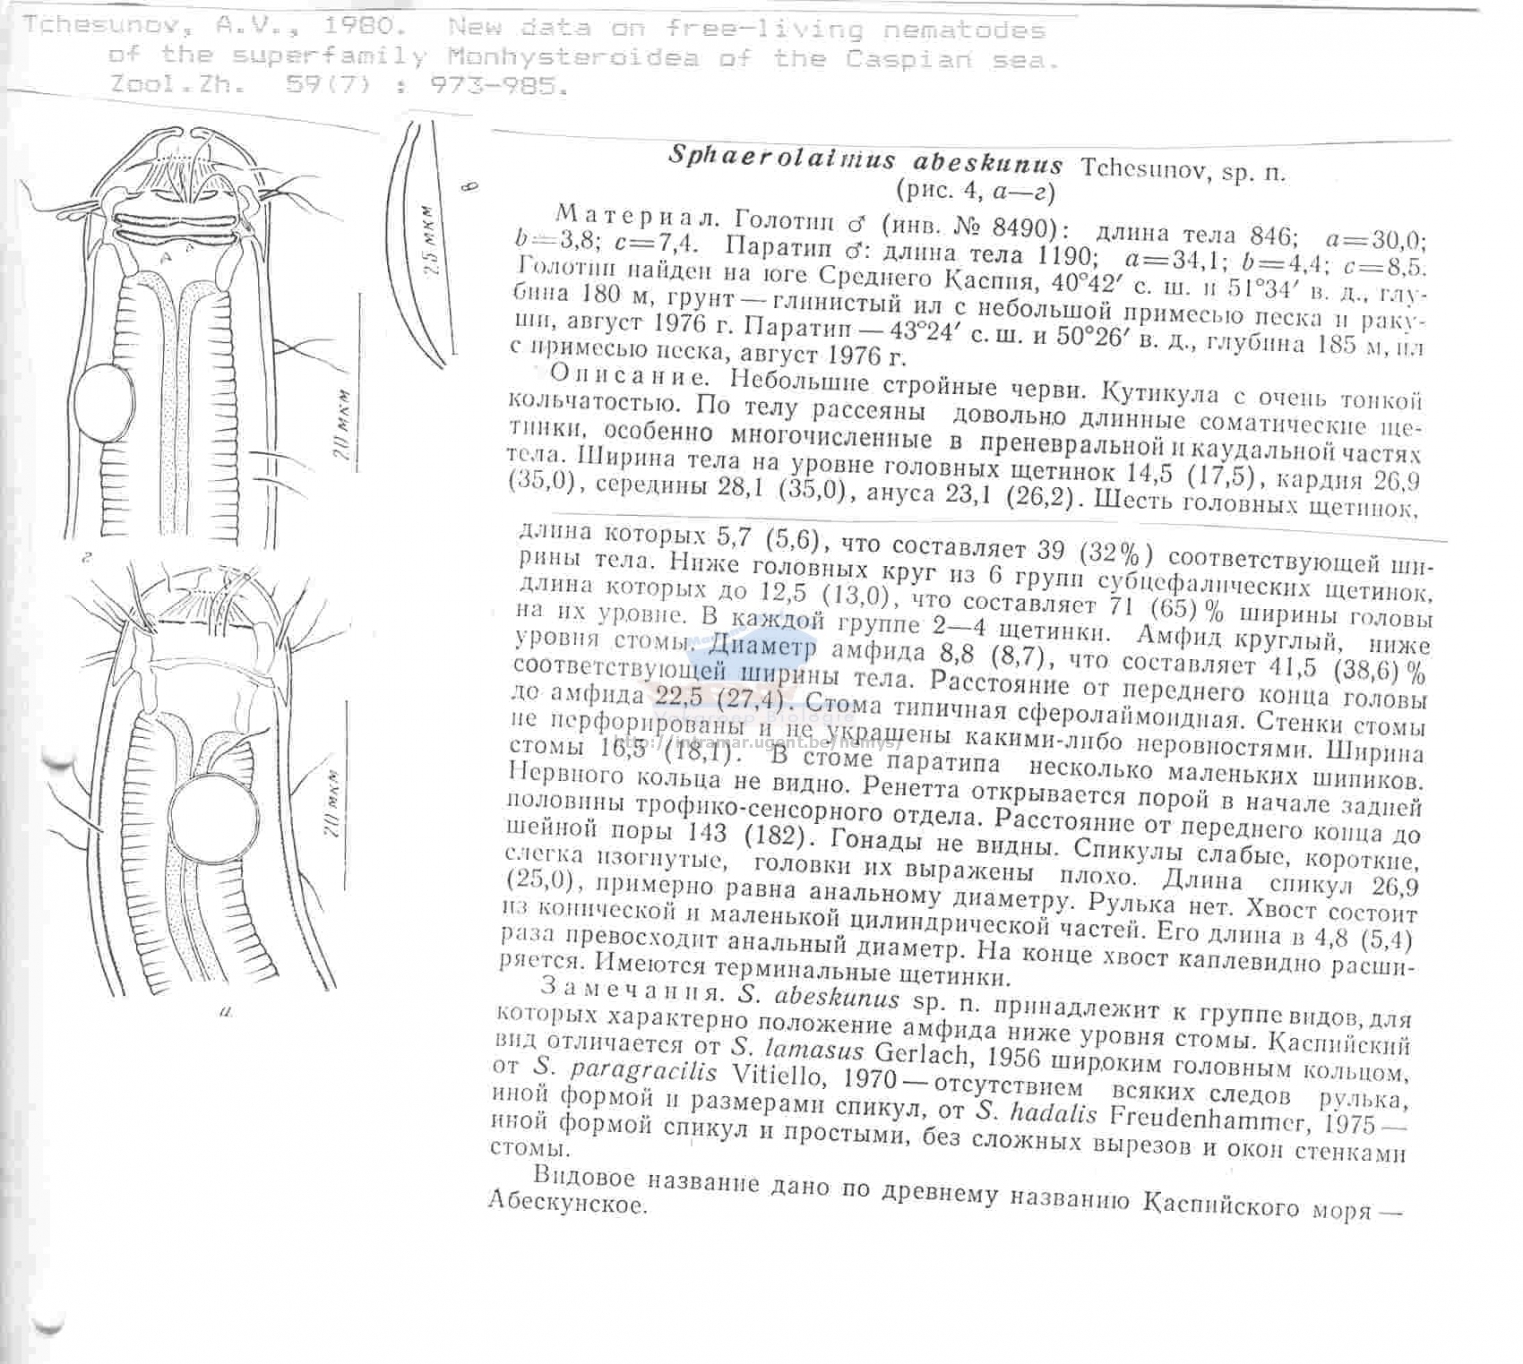 Tchesunov, A.V., 1980. New data on free-living nematodes
of the superfamily Monhysteroidea of the Caspian sea.
Zool.Zh. 59(7) : 973-985.
Sphaerolaimus abeskunus Tchesunov, sp. п.
(рис. 4, а—г)
Материал. Голотип ♂ (инв. № 8490): длина тела 846; a=30,0;
b=3,8; c=7,4. Паратип ♂: длина тела 1190; a=34,1; b=4,4; c=8,5.
Голотип найден на юге Среднего Каспия, 40°42′ с. ш. и 51°34′ в. д., глу-
бина 180 м, грунт — глинистый ил с небольшой примесью песка и раку-
ши, август 1976 г. Паратип — 43°24′ с. ш. и 50°26′ в. д., глубина 185 м, ил
с примесью песка, август 1976 г.
Описание. Небольшие стройные черви. Кутикула с очень тонкой
кольчатостью. По телу рассеяны довольно длинные соматические ще-
тинки, особенно многочисленные в преневральной и каудальной частях
тела. Ширина тела на уровне головных щетинок 14,5 (17,5), кардия 26,9
(35,0), середины 28,1 (35,0), ануса 23,1 (26,2). Шесть головных щетинок,
длина которых 5,7 (5,6), что составляет 39 (32%) соответствующей ши-
рины тела. Ниже головных круг из 6 групп субцефалических щетинок,
длина которых до 12,5 (13,0), что составляет 71 (65) % ширины головы
на их уровне. В каждой группе 2—4 щетинки. Амфид круглый, ниже
уровня стомы. Диаметр амфида 8,8 (8,7), что составляет 41,5 (38,6) %
соответствующей ширины тела. Расстояние от переднего конца головы
до амфида 22,5 (27,4). Стома типичная сферолаймоидная. Стенки стомы
не перфорированы и не украшены какими-либо неровностями. Ширина
стомы 16,5 (18,1). В стоме паратипа несколько маленьких шипиков.
Нервного кольца не видно. Ренетта открывается порой в начале задней
половины трофико-сенсорного отдела. Расстояние от переднего конца до
шейной поры 143 (182). Гонады не видны. Спикулы слабые, короткие,
слегка изогнутые, головки их выражены плохо. Длина спикул 26,9
(25,0), примерно равна анальному диаметру. Рулька нет. Хвост состоит
из конической и маленькой цилиндрической частей. Его длина в 4,8 (5,4)
раза превосходит анальный диаметр. На конце хвост каплевидно расши-
ряется. Имеются терминальные щетинки.
Замечания. S. abeskunus sp. п. принадлежит к группе видов, для
которых характерно положение амфида ниже уровня стомы. Каспийский
вид отличается от S. lamasus Gerlach, 1956 широким головным кольцом,
от S. paragracilis Vitiello, 1970 — отсутствием всяких следов рулька,
иной формой и размерами спикул, от S. hadalis Freudenhammer, 1975 —
иной формой спикул и простыми, без сложных вырезов и окон стенками
стомы.
Видовое название дано по древнему названию Каспийского моря —
Абескунское.
в
25 мкм
20 мкм
г
20 мкм
а
http://intramar.ugent.be/nemys/